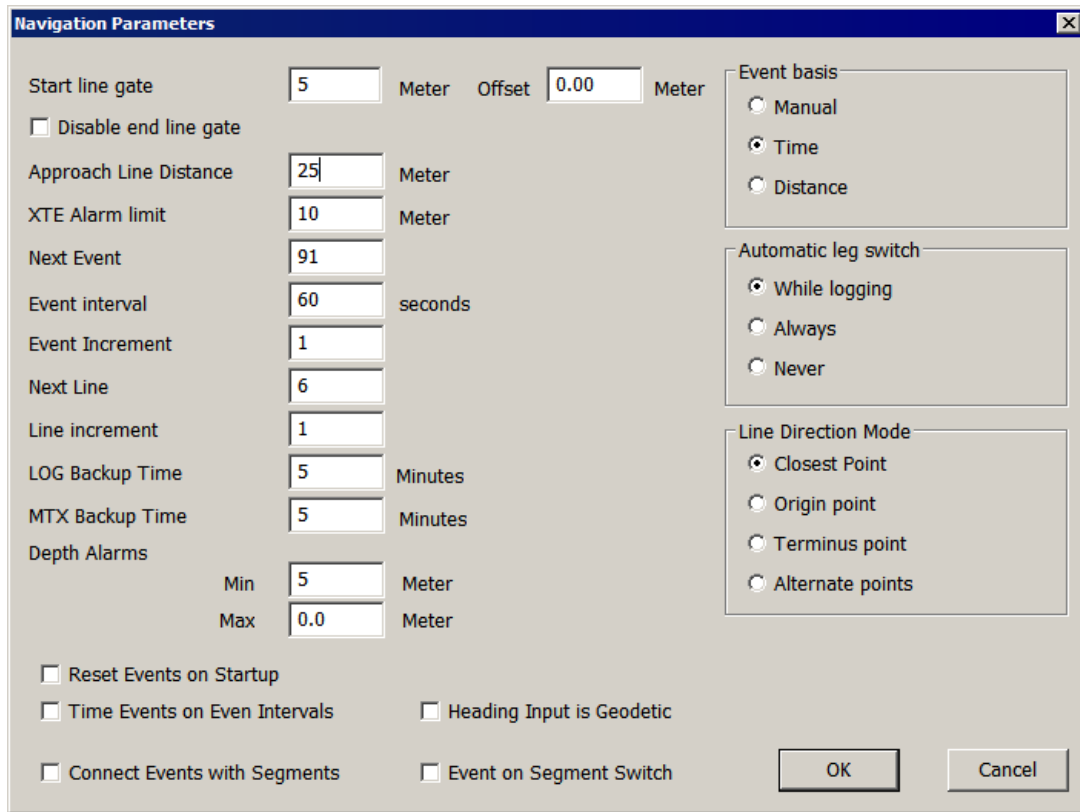 Navigation Parameters
Start line gate 5 Meter Offset 0.00 Meter
Disable end line gate
Approach Line Distance 25 Meter
XTE Alarm limit 10 Meter
Next Event 91
Event interval 60 seconds
Event Increment 1
Next Line 6
Line increment 1
LOG Backup Time 5 Minutes
MTX Backup Time 5 Minutes
Depth Alarms
Min 5 Meter
Max 0.0 Meter
Reset Events on Startup
Time Events on Even Intervals
Heading Input is Geodetic
Connect Events with Segments
Event on Segment Switch
Event basis
Manual
Time
Distance
Automatic leg switch
While logging
Always
Never
Line Direction Mode
Closest Point
Origin point
Terminus point
Alternate points
OK
Cancel